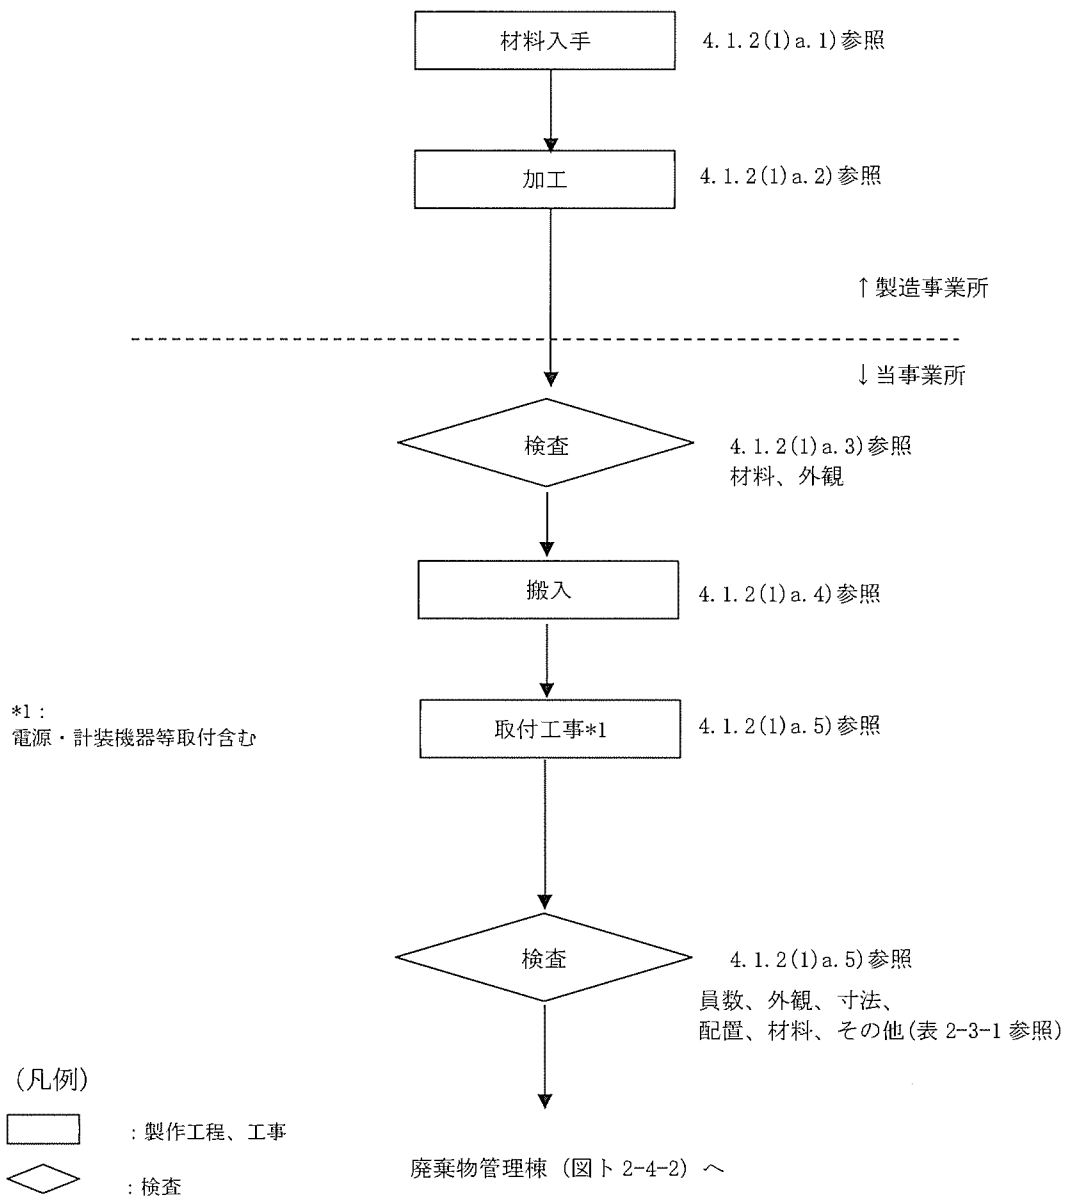 材料入手
4.1.2(1)a.1)参照
加工
4.1.2(1)a.2)参照
↑製造事業所
↓当事業所
検査
4.1.2(1)a.3)参照
材料、外観
搬入
4.1.2(1)a.4)参照
*1：
電源・計装機器等取付含む
取付工事*1
4.1.2(1)a.5)参照
検査
4.1.2(1)a.5)参照
員数、外観、寸法、
配置、材料、その他(表 2-3-1 参照)
(凡例)
：製作工程、工事
：検査
廃棄物管理棟（図ト 2-4-2）へ